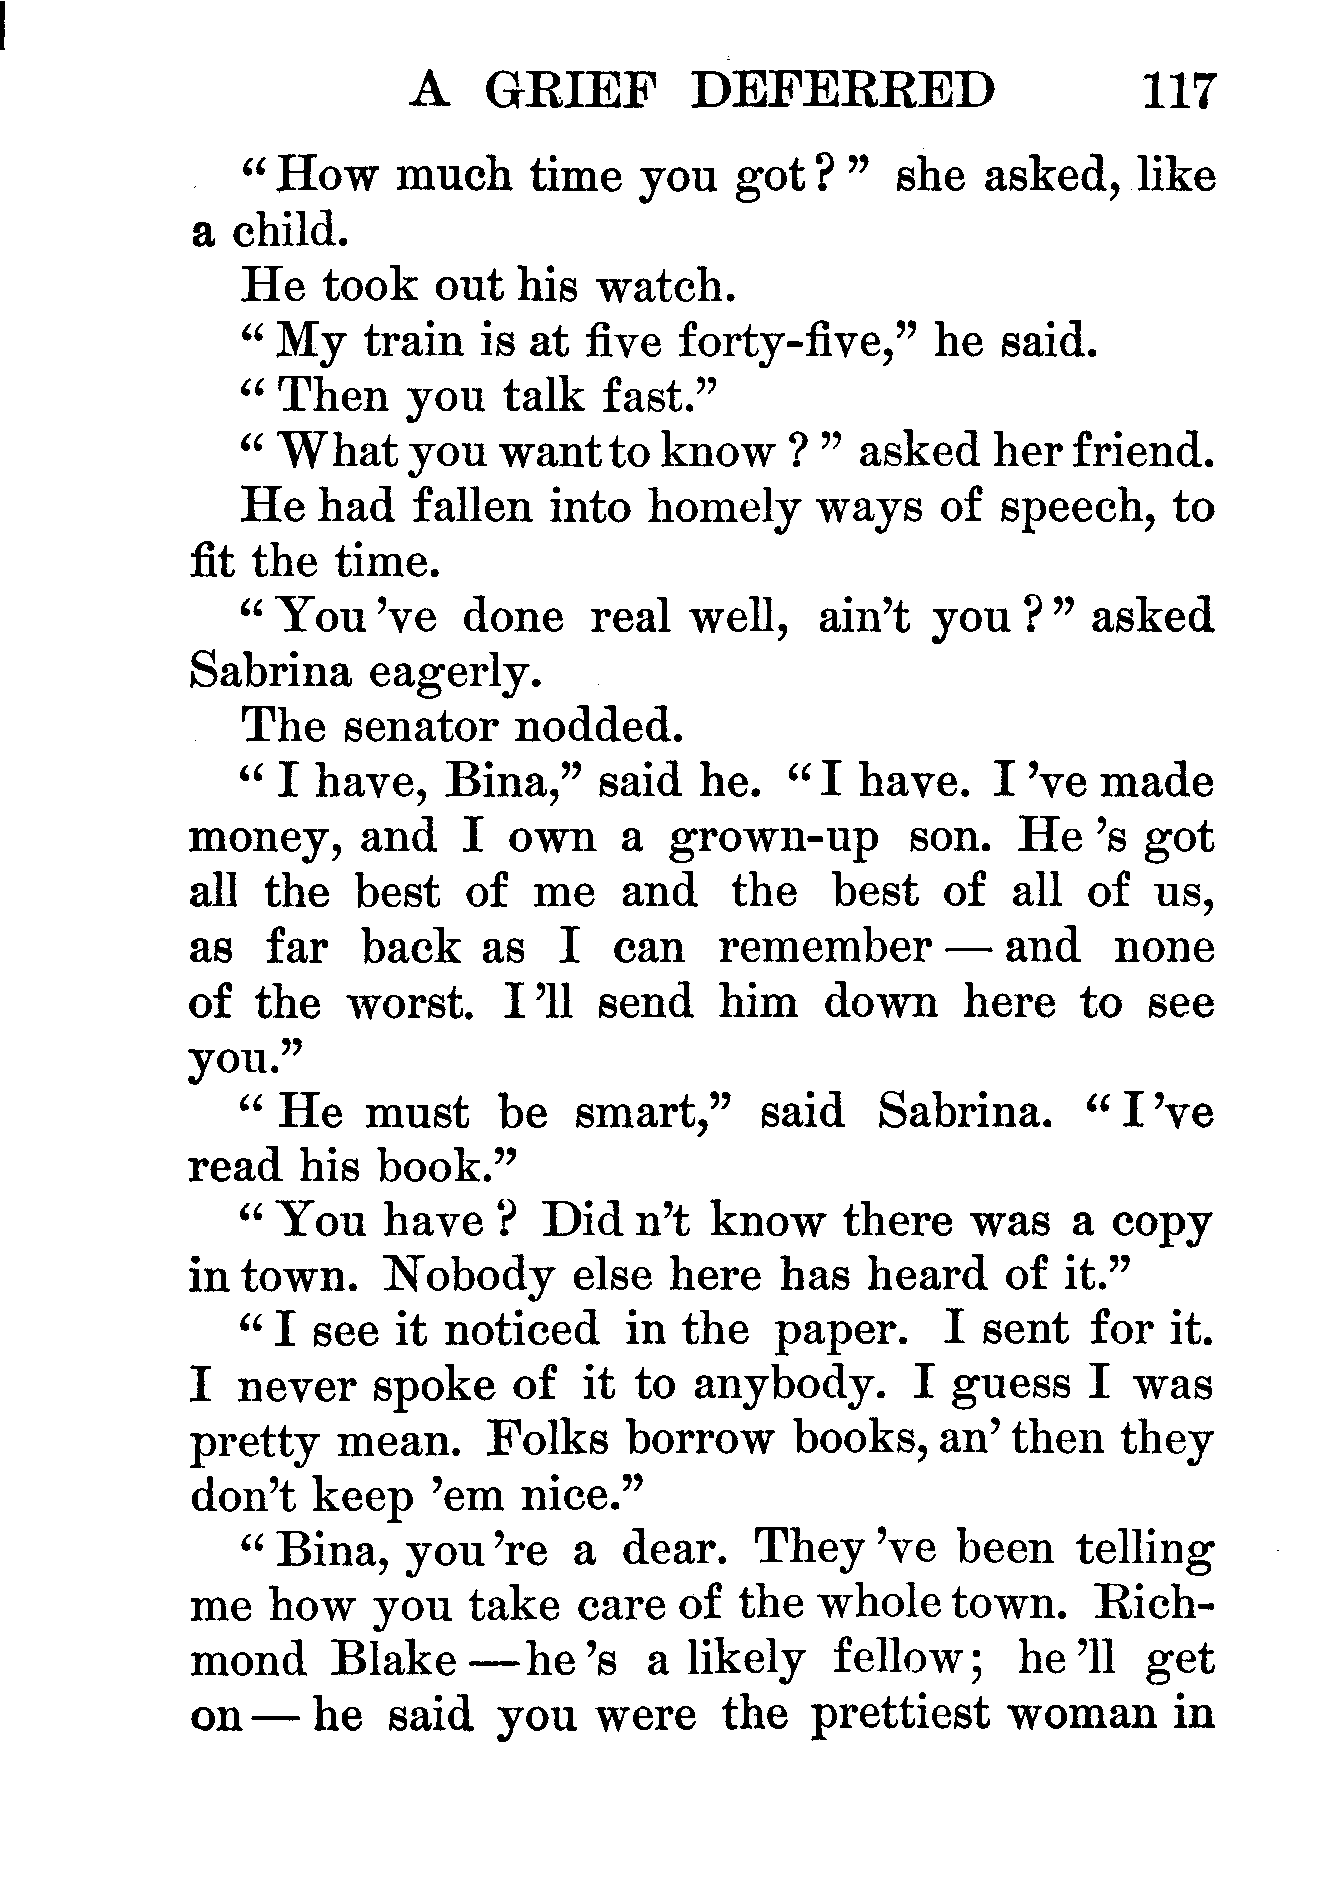 A GRIEF DEFERRED 117
“How much time you got?” she asked, like
a child.
He took out his watch.
“My train is at five forty-five,” he said.
“Then you talk fast.”
“What you want to know?” asked her friend.
He had fallen into homely ways of speech, to
fit the time.
“You 've done real well, ain't you?” asked
Sabrina eagerly.
The senator nodded.
“I have, Bina,” said he. “I have. I 've made
money, and I own a grown-up son. He 's got
all the best of me and the best of all of us,
as far back as I can remember — and none
of the worst. I 'll send him down here to see
you.”
“He must be smart,” said Sabrina. “I 've
read his book.”
“You have? Did n't know there was a copy
in town. Nobody else here has heard of it.”
“I see it noticed in the paper. I sent for it.
I never spoke of it to anybody. I guess I was
pretty mean. Folks borrow books, an' then they
don't keep 'em nice.”
“Bina, you 're a dear. They 've been telling
me how you take care of the whole town. Rich-
mond Blake — he 's a likely fellow; he 'll get
on — he said you were the prettiest woman in